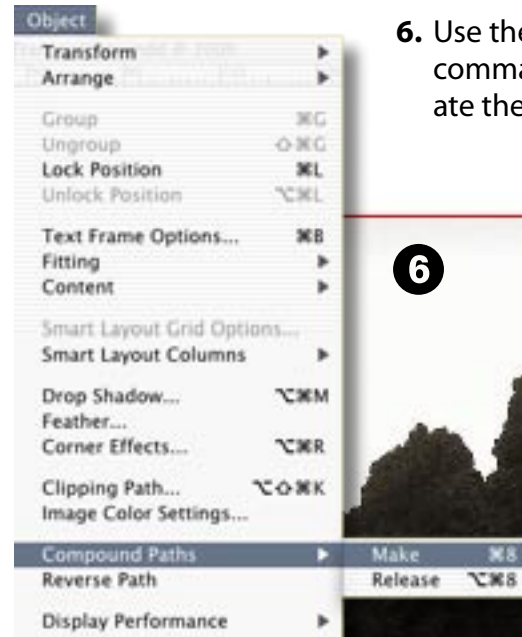 Object
Transform
Arrange
Group ⌘G
Ungroup ⇧⌘G
Lock Position ⌘L
Unlock Position ⌥⌘L
Text Frame Options... ⌘B
Fitting
Content
Smart Layout Grid Options...
Smart Layout Columns
Drop Shadow... ⌥⌘M
Feather...
Corner Effects... ⌥⌘R
Clipping Path... ⌥⇧⌘K
Image Color Settings...
Compound Paths
Reverse Path
Display Performance
Make ⌘8
Release ⌥⌘8
6. Use the
comma
ate the
6